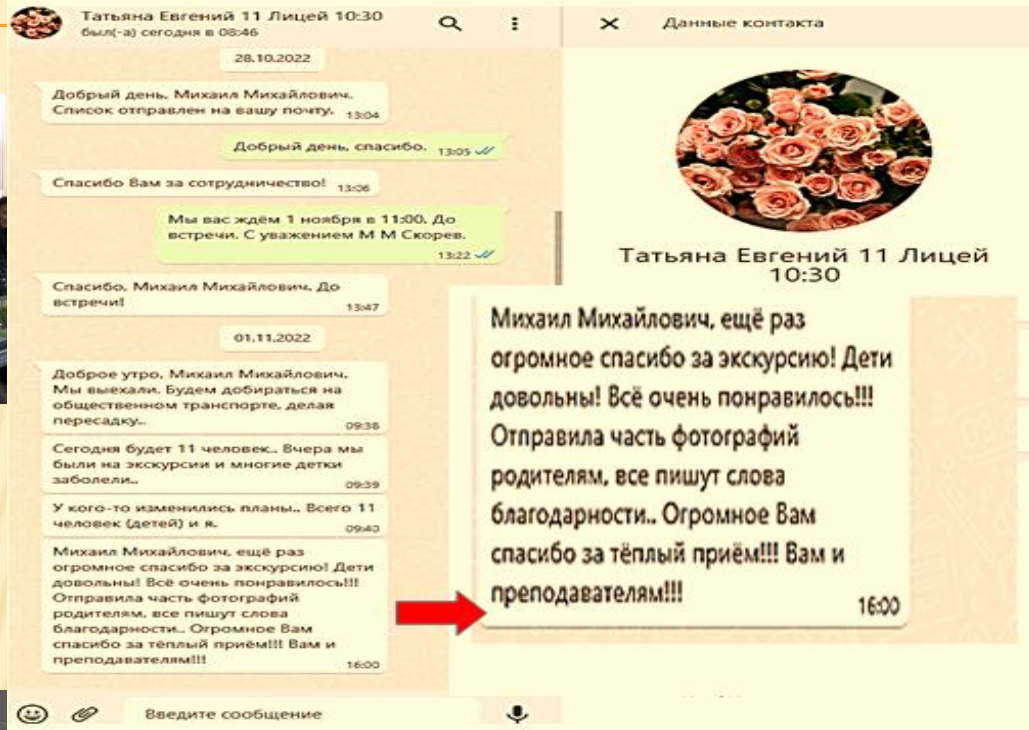 Татьяна Евгений 11 Лицей 10:30
был(-а) сегодня в 08:46
28.10.2022
Добрый день, Михаил Михайлович.
Список отправлен на вашу почту. 13:04
Добрый день, спасибо. 13:05
Спасибо Вам за сотрудничество! 13:06
Мы вас ждём 1 ноября в 11:00. До
встречи. С уважением М М Скорев.
13:22
Спасибо, Михаил Михайлович. До
встречи!
13:47
01.11.2022
Доброе утро, Михаил Михайлович.
Мы выехали. Будем добираться на
общественном транспорте, делая
пересадку..
09:38
Сегодня будет 11 человек.. Вчера мы
были на экскурсии и многие детки
заболели..
09:39
У кого-то изменились планы.. Всего 11
человек (детей) и я.
09:40
Михаил Михайлович, ещё раз
огромное спасибо за экскурсию! Дети
довольны! Всё очень понравилось!!!
Отправила часть фотографий
родителям, все пишут слова
благодарности.. Огромное Вам
спасибо за тёплый приём!!! Вам и
преподавателям!!!
16:00
Введите сообщение
Данные контакта
Татьяна Евгений 11 Лицей
10:30
Михаил Михайлович, ещё раз
огромное спасибо за экскурсию! Дети
довольны! Всё очень понравилось!!!
Отправила часть фотографий
родителям, все пишут слова
благодарности.. Огромное Вам
спасибо за тёплый приём!!! Вам и
преподавателям!!!
16:00